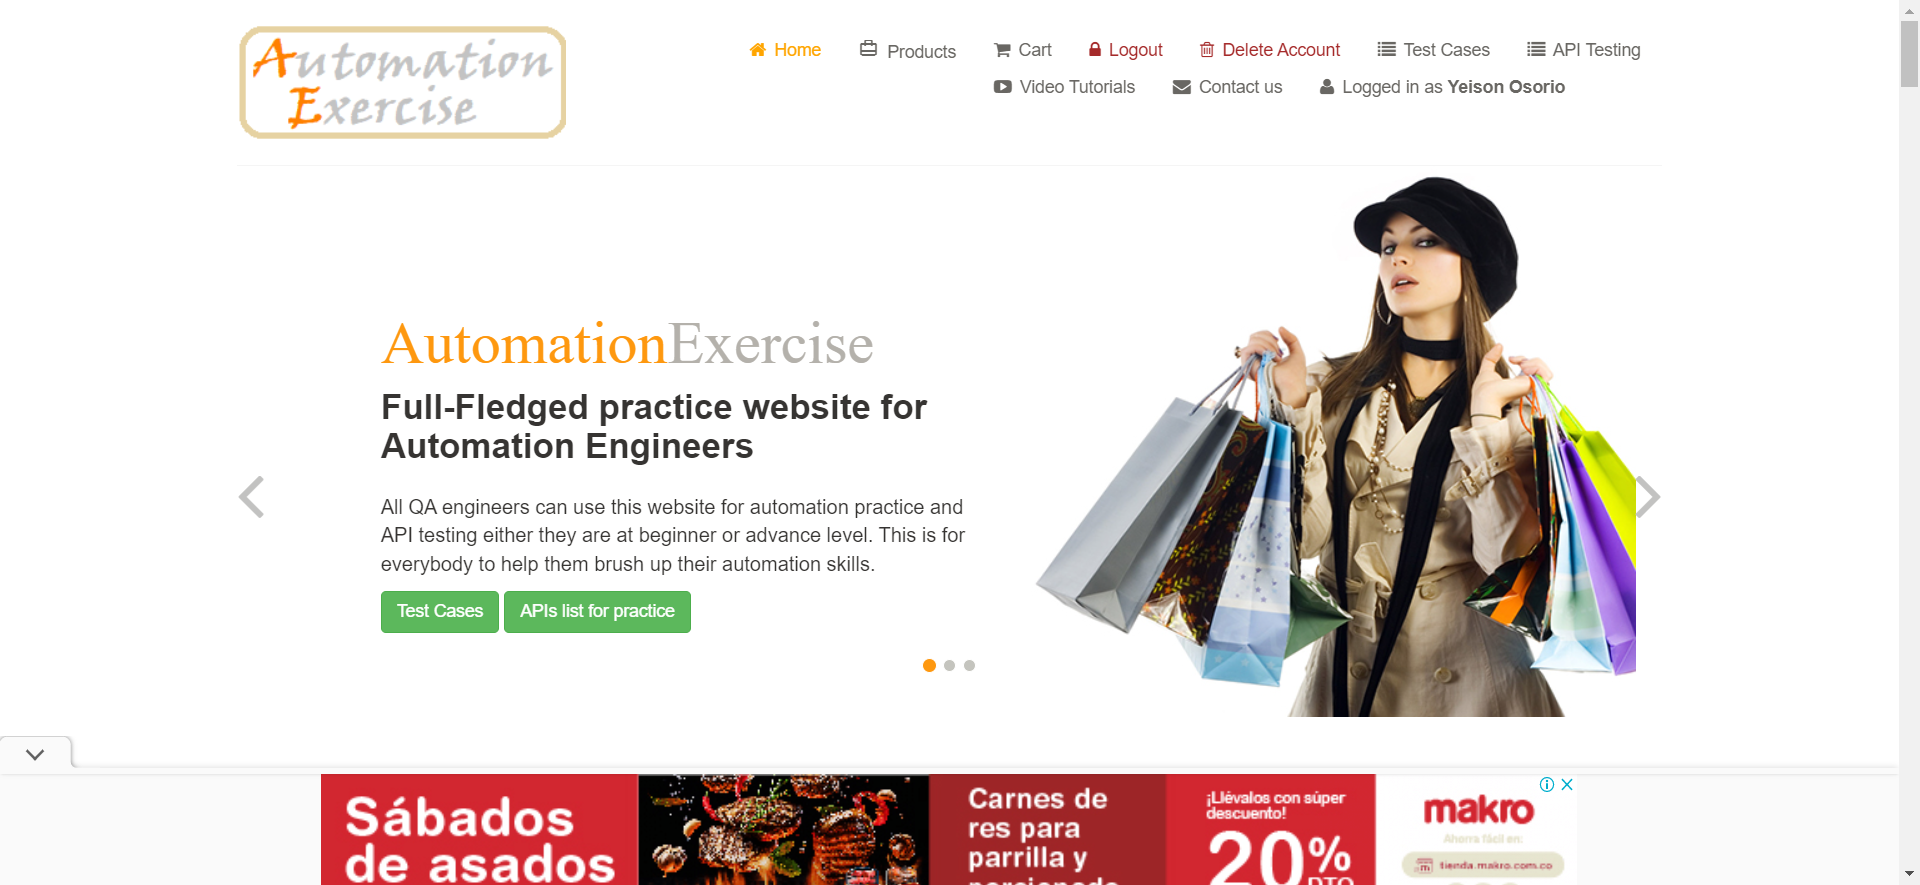 Automation
Exercise
Home
Products
Cart
Logout
Delete Account
Test Cases
API Testing
Video Tutorials
Contact us
Logged in as Yeison Osorio
AutomationExercise
Full-Fledged practice website for
Automation Engineers
All QA engineers can use this website for automation practice and
API testing either they are at beginner or advance level. This is for
everybody to help them brush up their automation skills.
Test Cases
APIs list for practice
Sábados
de asados
Carnes de
res para
parrilla y
¡Llévalos con súper
descuento!
20%
makro
Ahorra fácil en:
tienda.makro.com.co